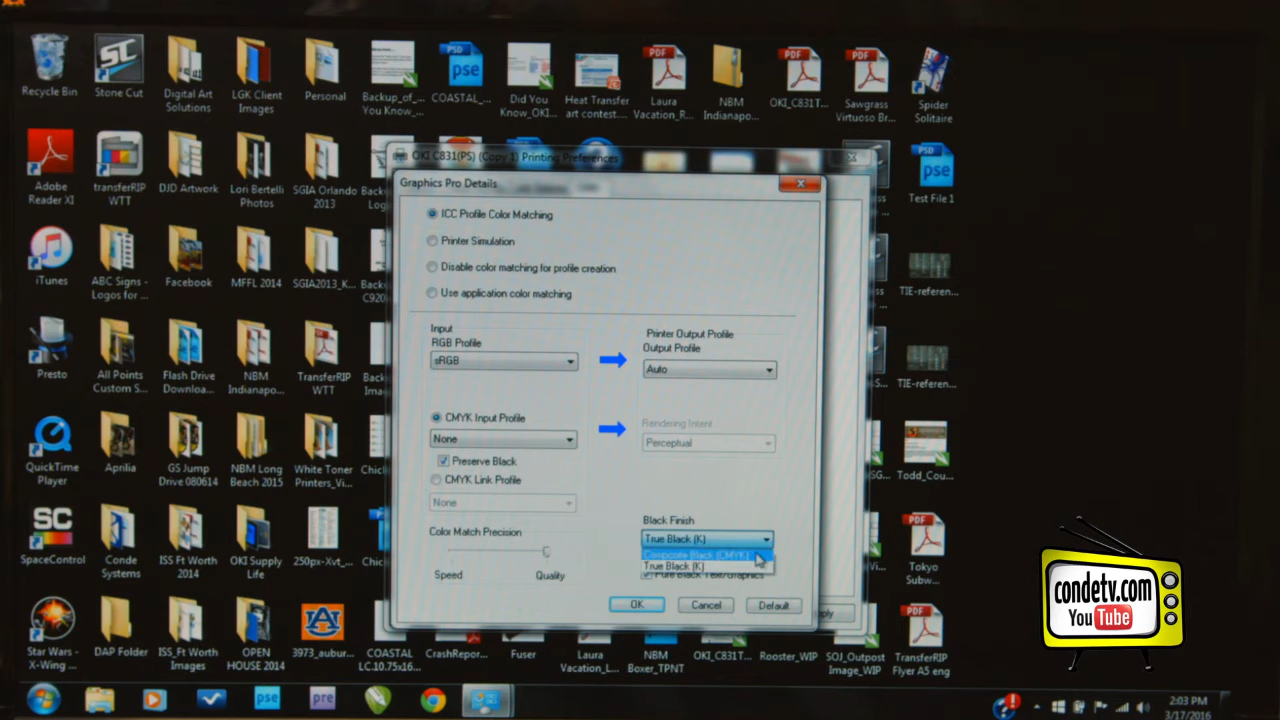 SC
PSD
pse
PDF
PDF
PDF
Recycle Bin
Stone Cut
Digital Art
Solutions
LGK Client
Images
Personal
Backup_of_...
You Know_...
COASTAL_...
Did You
Know_OKI...
Heat Transfer
art contest...
Laura
Vacation_R...
NBM
Indianapo...
OKI_C831T...
Sawgrass
Virtuoso Br...
Spider
Solitaire
Adobe
Reader XI
transferRIP
WTT
DJD Artwork
Lori Bertelli
Photos
SGIA Orlando
2013
PSD
pse
Test File 1
iTunes
ABC Signs -
Logos for ...
Facebook
MFFL 2014
SGIA2013_K...
C920
TIE-referen...
Presto
All Points
Custom S...
Flash Drive
Downloa...
NBM
Indianapo...
TransferRIP
WTT
TIE-referen...
QuickTime
Player
Aprilia
GS Jump
Drive 080614
NBM Long
Beach 2015
White Toner
Printers_Vi...
Todd_Cou...
SC
SpaceControl
Conde
Systems
ISS Ft Worth
2014
OKI Supply
Life
250px-Xvt_...
PDF
Tokyo
Subw...
Star Wars -
X-Wing ...
DAP Folder
ISS_Ft Worth
Images
OPEN
HOUSE 2014
3973_aubur...
COASTAL
LC.10.75x16...
CrashRepor...
Fuser
Laura
Vacation_L...
NBM
Boxer_TPNT
OKI_C831T...
Rooster_WIP
SOJ_Outpost
Image_WIP
PDF
TransferRIP
Flyer A5 eng
OKI C831(PS) (Copy 1) Printing Preferences
Graphics Pro Details
ICC Profile Color Matching
Printer Simulation
Disable color matching for profile creation
Use application color matching
Input
RGB Profile
sRGB
Printer Output Profile
Output Profile
Auto
CMYK Input Profile
None
Preserve Black
CMYK Link Profile
None
Rendering Intent
Perceptual
Color Match Precision
Speed
Quality
Black Finish
True Black (K)
Composite Black (CMYK)
True Black (K)
Pure Black Text/Graphics
OK
Cancel
Default
pse
pre
2:03 PM
3/17/2016
condetv.com
YouTube